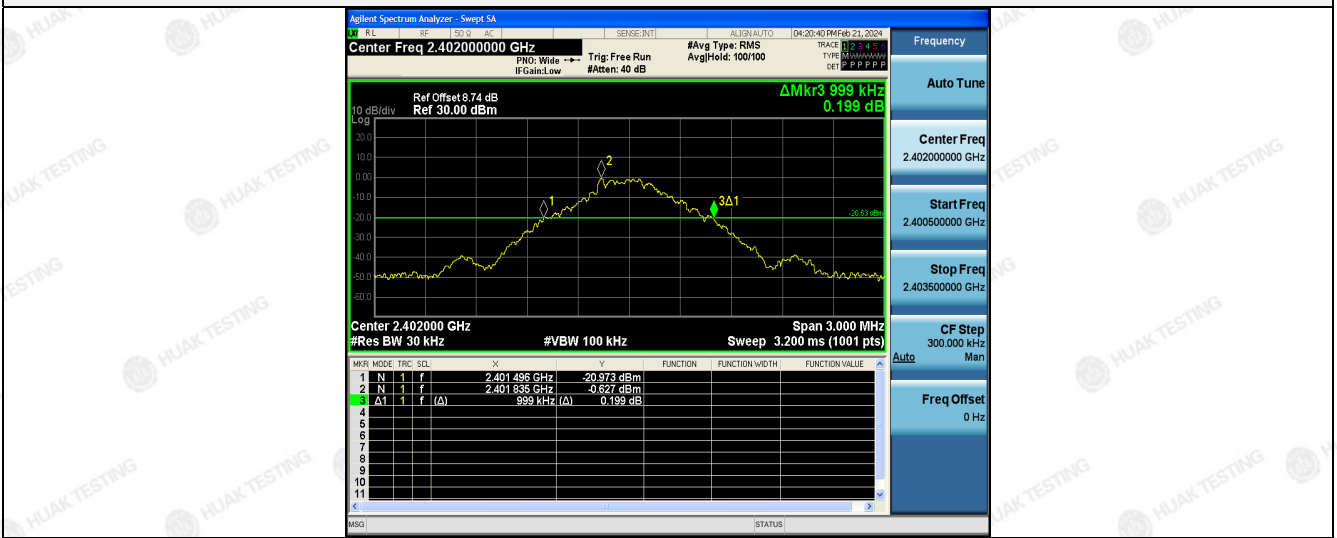 Agilent Spectrum Analyzer - Swept SA
RL RF 50 Ω AC SENSE:INT ALIGN AUTO 04:20:40 PM Feb 21, 2024
Center Freq 2.402000000 GHz
PNO: Wide
IFGain:Low
Trig: Free Run
#Atten: 40 dB
#Avg Type: RMS
Avg|Hold: 100/100
TRACE 1 2 3 4 5 6
TYPE M
DET P P P P P P
ΔMkr3 999 kHz
0.199 dB
Ref Offset 8.74 dB
Ref 30.00 dBm
10 dB/div
Log
20.0
10.0
0.00
-10.0
-20.0
-30.0
-40.0
-50.0
-60.0
1
2
3Δ1
-20.63 dBm
Center 2.402000 GHz
Span 3.000 MHz
#Res BW 30 kHz
#VBW 100 kHz
Sweep 3.200 ms (1001 pts)
MKR MODE TRC SCL X Y FUNCTION FUNCTION WIDTH FUNCTION VALUE
1 N 1 f 2.401 496 GHz -20.973 dBm
2 N 1 f 2.401 835 GHz -0.627 dBm
3 Δ1 1 f (Δ) 999 kHz (Δ) 0.199 dB
4
5
6
7
8
9
10
11
MSG
STATUS
Frequency
Auto Tune
Center Freq
2.402000000 GHz
Start Freq
2.400500000 GHz
Stop Freq
2.403500000 GHz
CF Step
300.000 kHz
Auto Man
Freq Offset
0 Hz
HUAK TESTING
HUAK TESTING
HUAK TESTING
HUAK TESTING
HUAK TESTING
HUAK TESTING